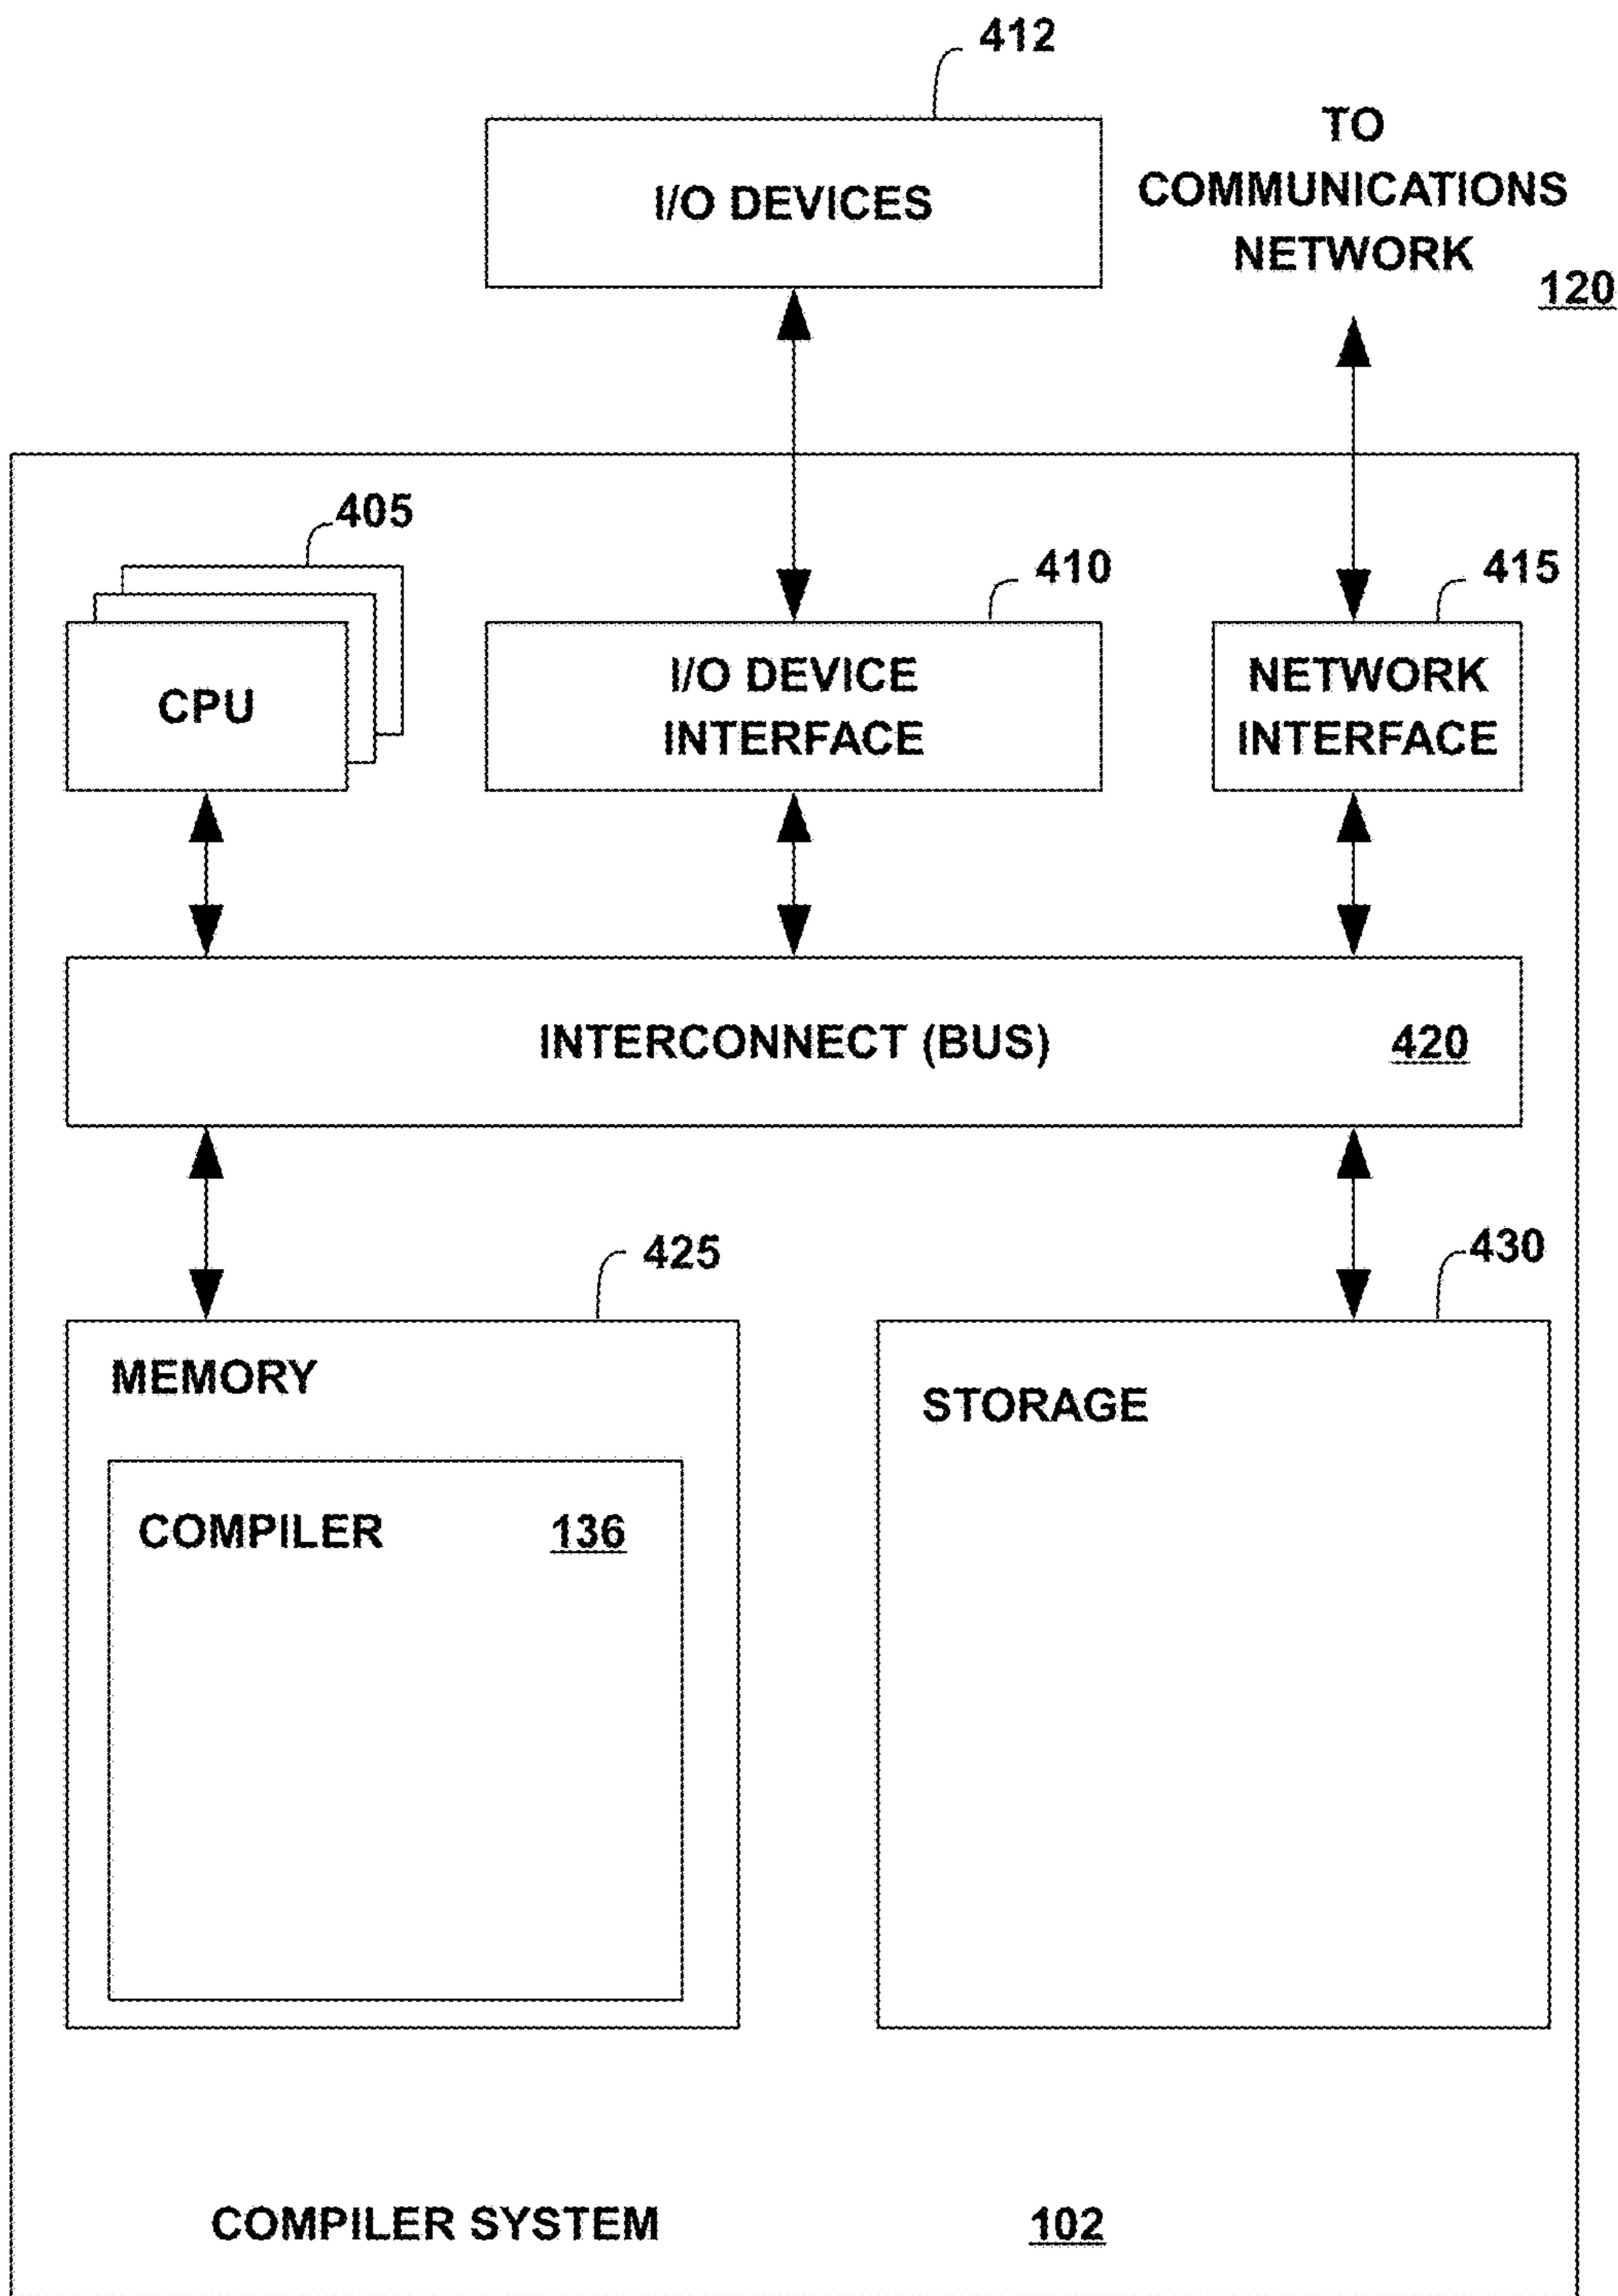 412
I/O DEVICES
TO
COMMUNICATIONS
NETWORK
120
405
410
415
CPU
I/O DEVICE
INTERFACE
NETWORK
INTERFACE
INTERCONNECT (BUS)
420
425
430
MEMORY
STORAGE
COMPILER
136
COMPILER SYSTEM
102